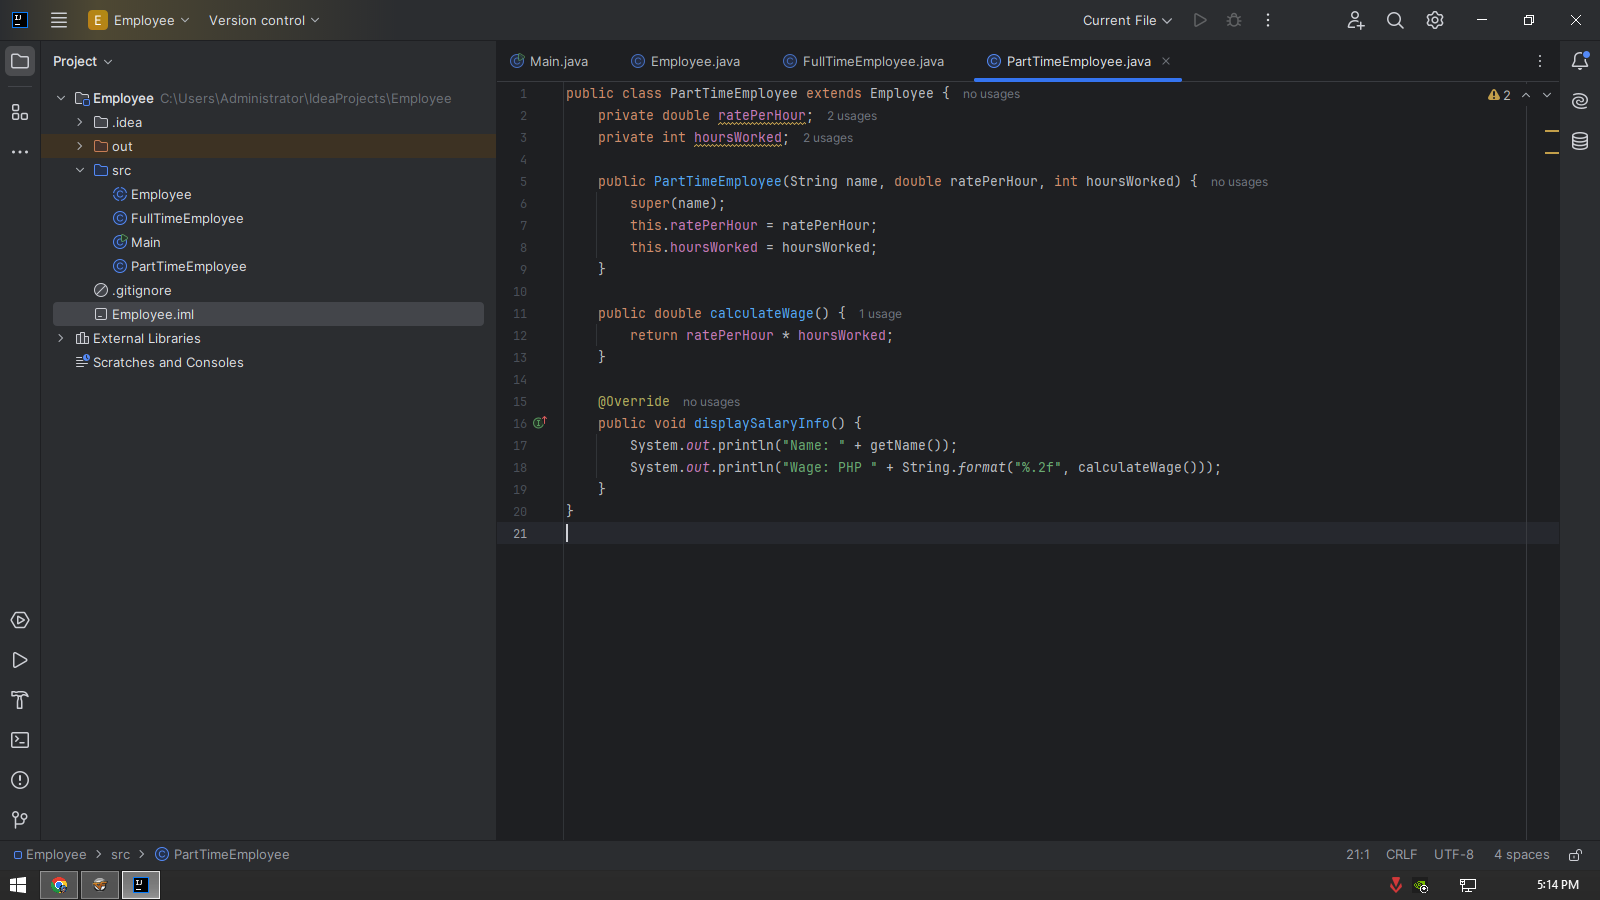 E Employee Version control Current File
Project
Main.java Employee.java FullTimeEmployee.java PartTimeEmployee.java
Employee C:\Users\Administrator\IdeaProjects\Employee
.idea
out
src
Employee
FullTimeEmployee
Main
PartTimeEmployee
.gitignore
Employee.iml
External Libraries
Scratches and Consoles
2
1 public class PartTimeEmployee extends Employee { no usages
2 private double ratePerHour; 2 usages
3 private int hoursWorked; 2 usages
4
5 public PartTimeEmployee(String name, double ratePerHour, int hoursWorked) { no usages
6 super(name);
7 this.ratePerHour = ratePerHour;
8 this.hoursWorked = hoursWorked;
9 }
10
11 public double calculateWage() { 1 usage
12 return ratePerHour * hoursWorked;
13 }
14
15 @Override no usages
16 public void displaySalaryInfo() {
17 System.out.println("Name: " + getName());
18 System.out.println("Wage: PHP " + String.format("%.2f", calculateWage()));
19 }
20 }
21
Employee > src > PartTimeEmployee
21:1 CRLF UTF-8 4 spaces
5:14 PM